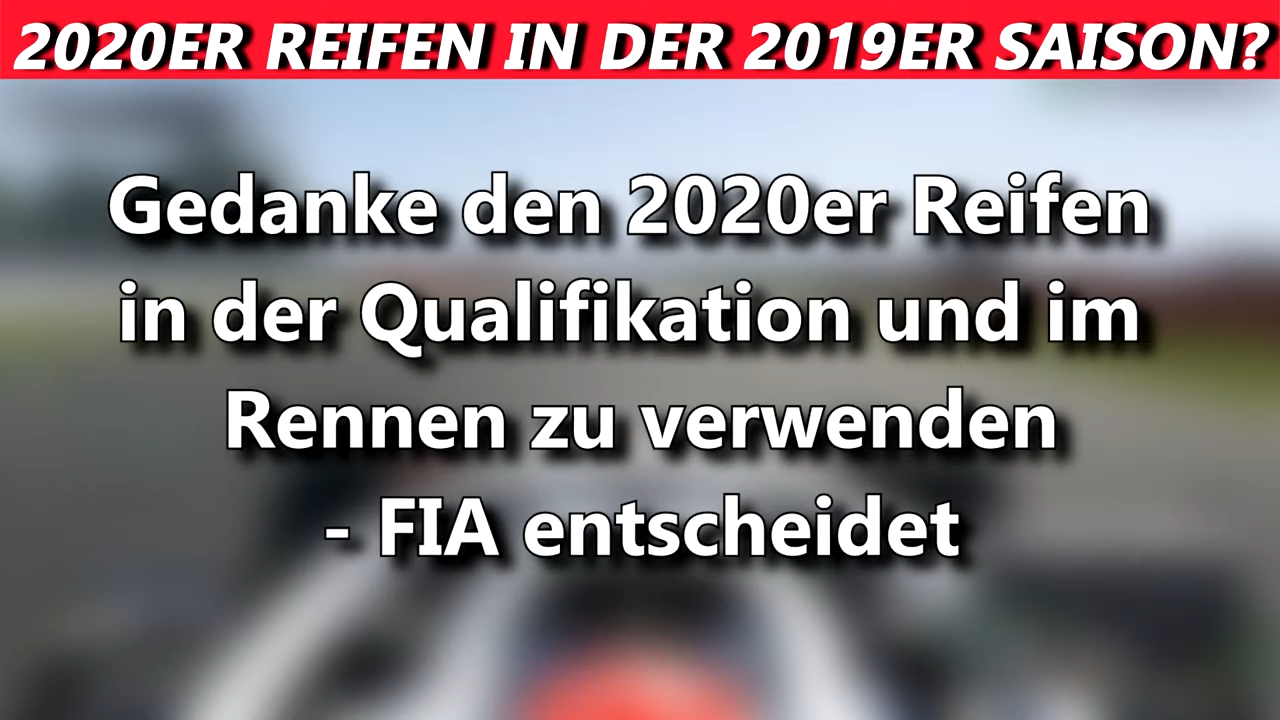 2020ER REIFEN IN DER 2019ER SAISON?
Gedanke den 2020er Reifen
in der Qualifikation und im
Rennen zu verwenden
- FIA entscheidet